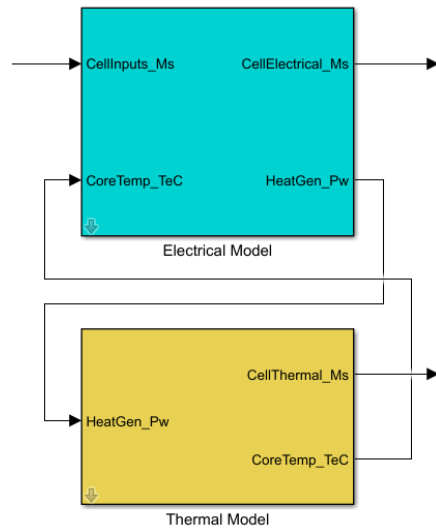 CellInputs_Ms
CellElectrical_Ms
CoreTemp_TeC
HeatGen_Pw
Electrical Model
CellThermal_Ms
HeatGen_Pw
CoreTemp_TeC
Thermal Model